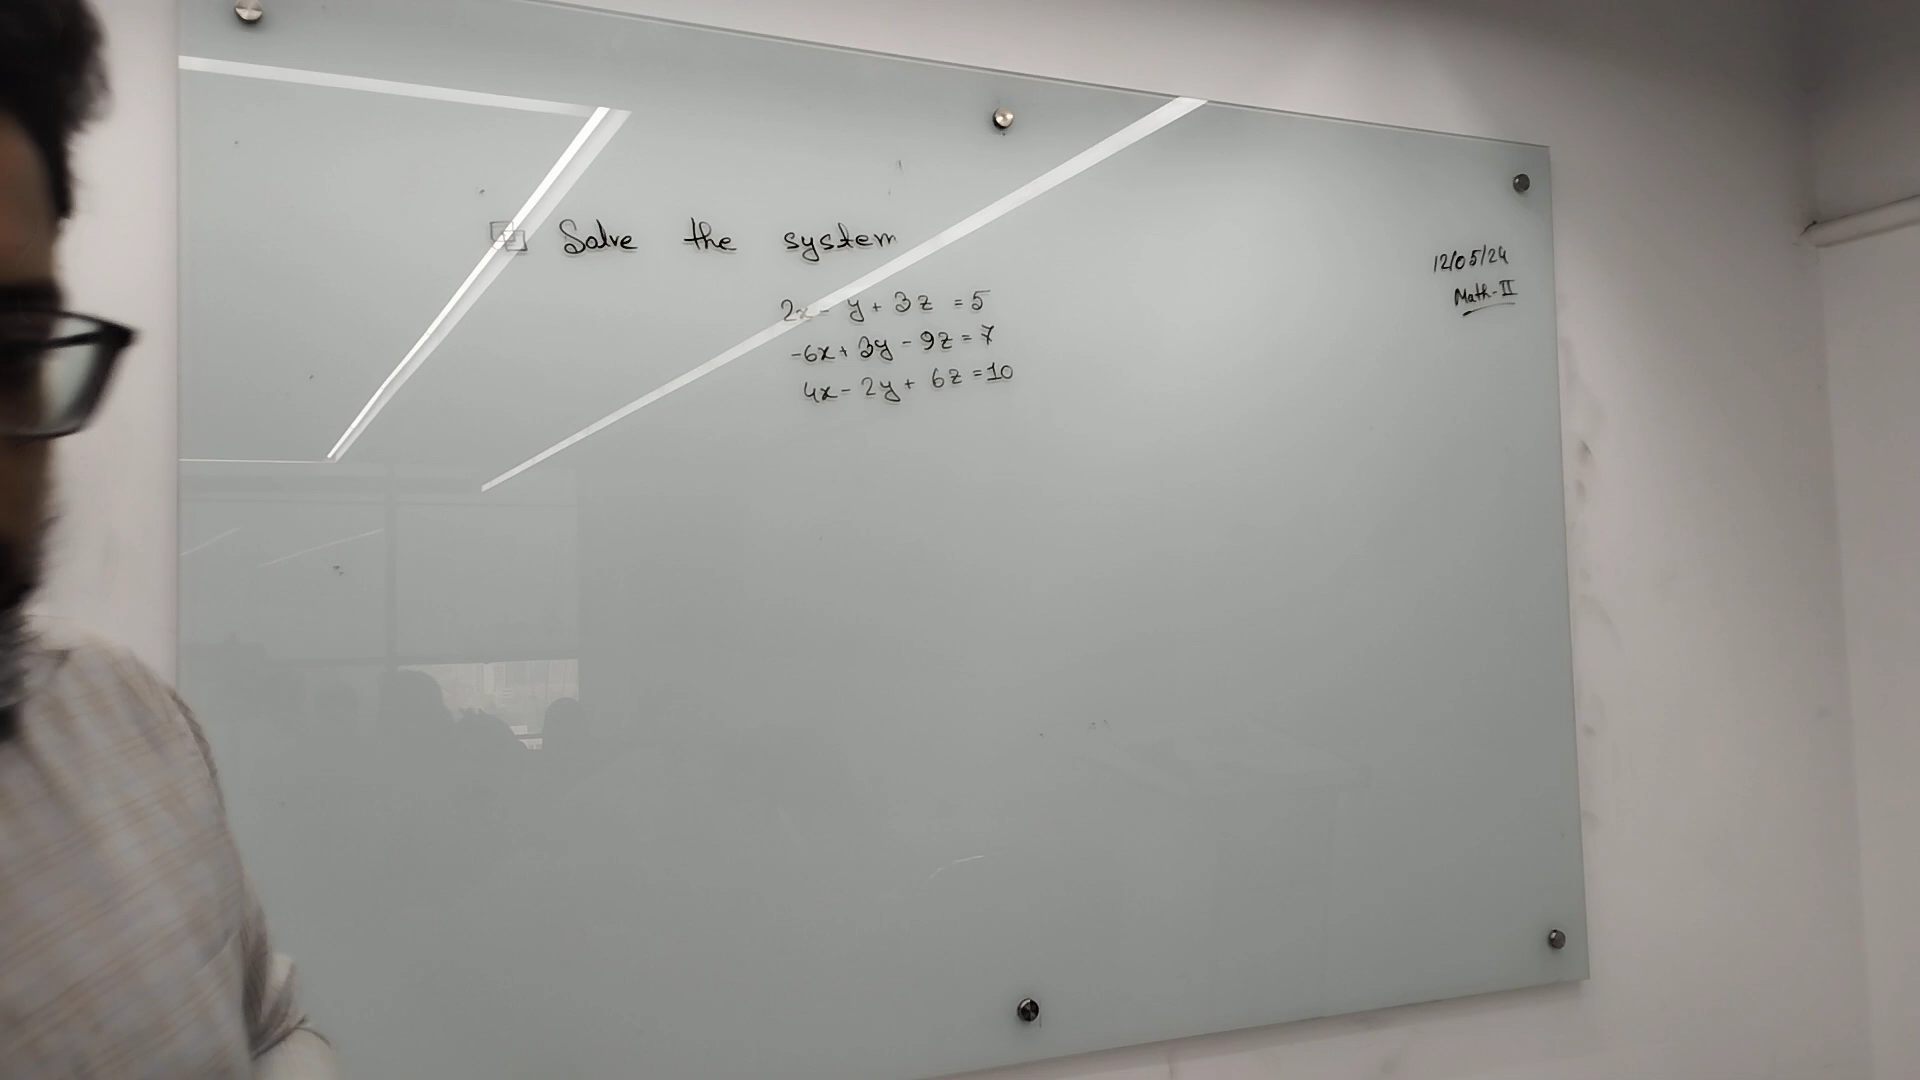 Solve the system
2x - y + 3z = 5
-6x + 3y - 9z = 7
4x - 2y + 6z = 10
12/05/24
Math-II